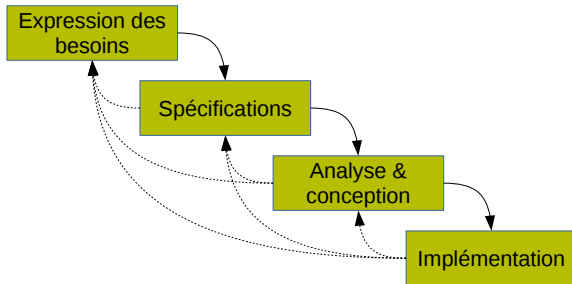 Expression des
besoins
Spécifications
Analyse &
conception
Implémentation